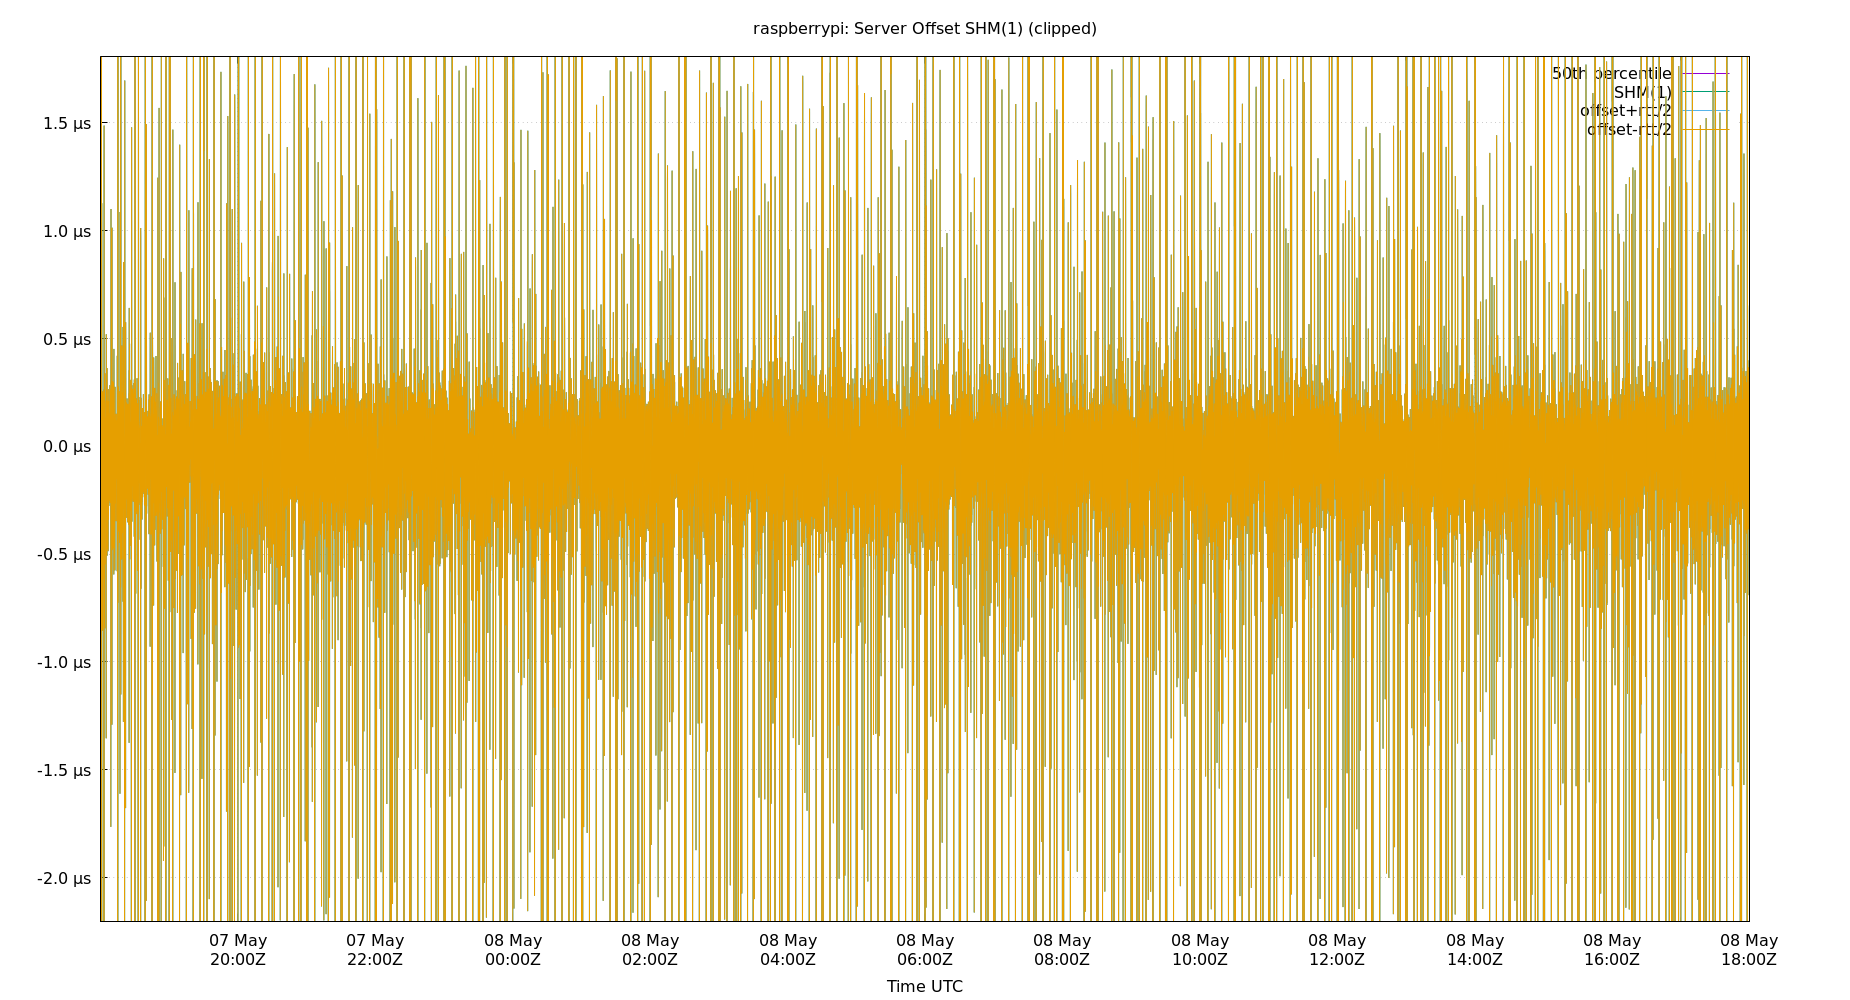 raspberrypi: Server Offset SHM(1) (clipped)
50th percentile
SHM(1)
offset+rtt/2
offset-rtt/2
1.5 µs
1.0 µs
0.5 µs
0.0 µs
-0.5 µs
-1.0 µs
-1.5 µs
-2.0 µs
07 May 07 May 08 May 08 May 08 May 08 May 08 May 08 May 08 May 08 May 08 May 08 May
20:00Z 22:00Z 00:00Z 02:00Z 04:00Z 06:00Z 08:00Z 10:00Z 12:00Z 14:00Z 16:00Z 18:00Z
Time UTC